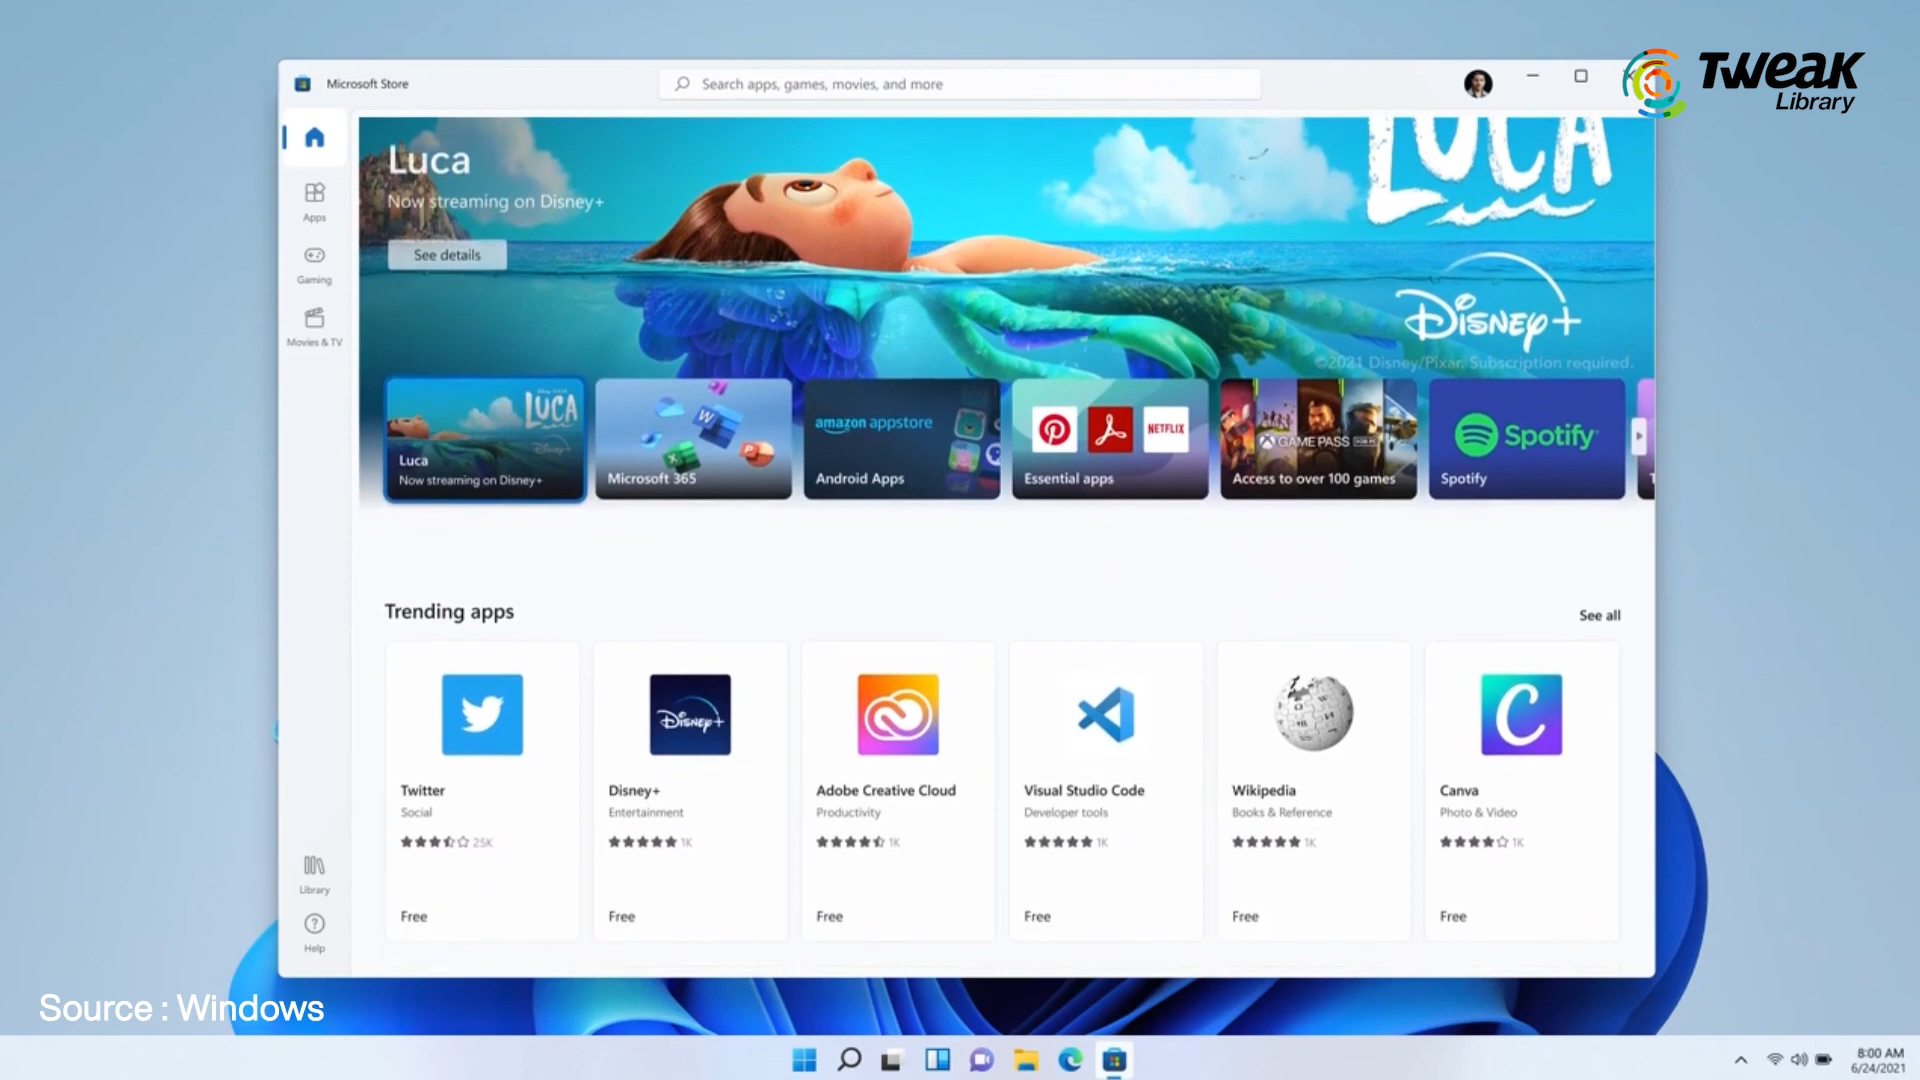 Microsoft Store
Search apps, games, movies, and more
TWEAK
Library
Luca
Now streaming on Disney+
See details
LUCA
Disney+
©2021 Disney/Pixar. Subscription required.
Apps
Gaming
Movies & TV
LUCA
Luca
Now streaming on Disney+
W
X
P
Microsoft 365
amazon appstore
Android Apps
NETFLIX
Essential apps
XBOX GAME PASS
Access to over 100 games
Spotify
Spotify
Trending apps
See all
Disney+
Twitter
Social
25K
Free
Disney+
Entertainment
1K
Free
Adobe Creative Cloud
Productivity
1K
Free
Visual Studio Code
Developer tools
1K
Free
Wikipedia
Books & Reference
1K
Free
C
Canva
Photo & Video
1K
Free
Library
Help
Source : Windows
8:00 AM
6/24/2021